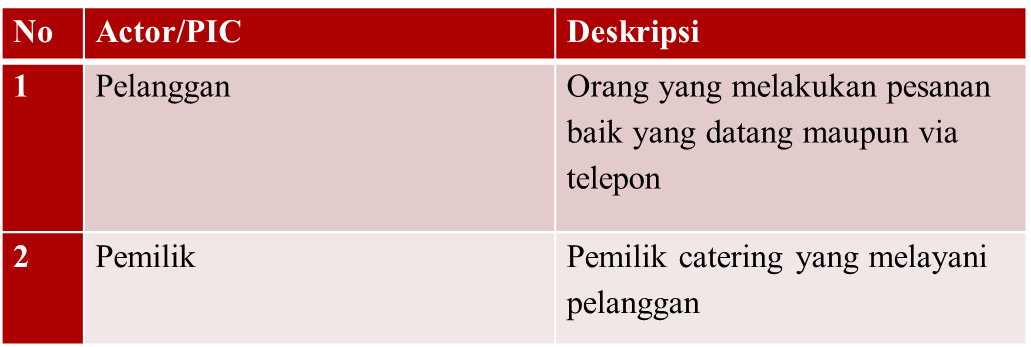 No Actor/PIC Deskripsi
1 Pelanggan Orang yang melakukan pesanan
baik yang datang maupun via
telepon
2 Pemilik Pemilik catering yang melayani
pelanggan